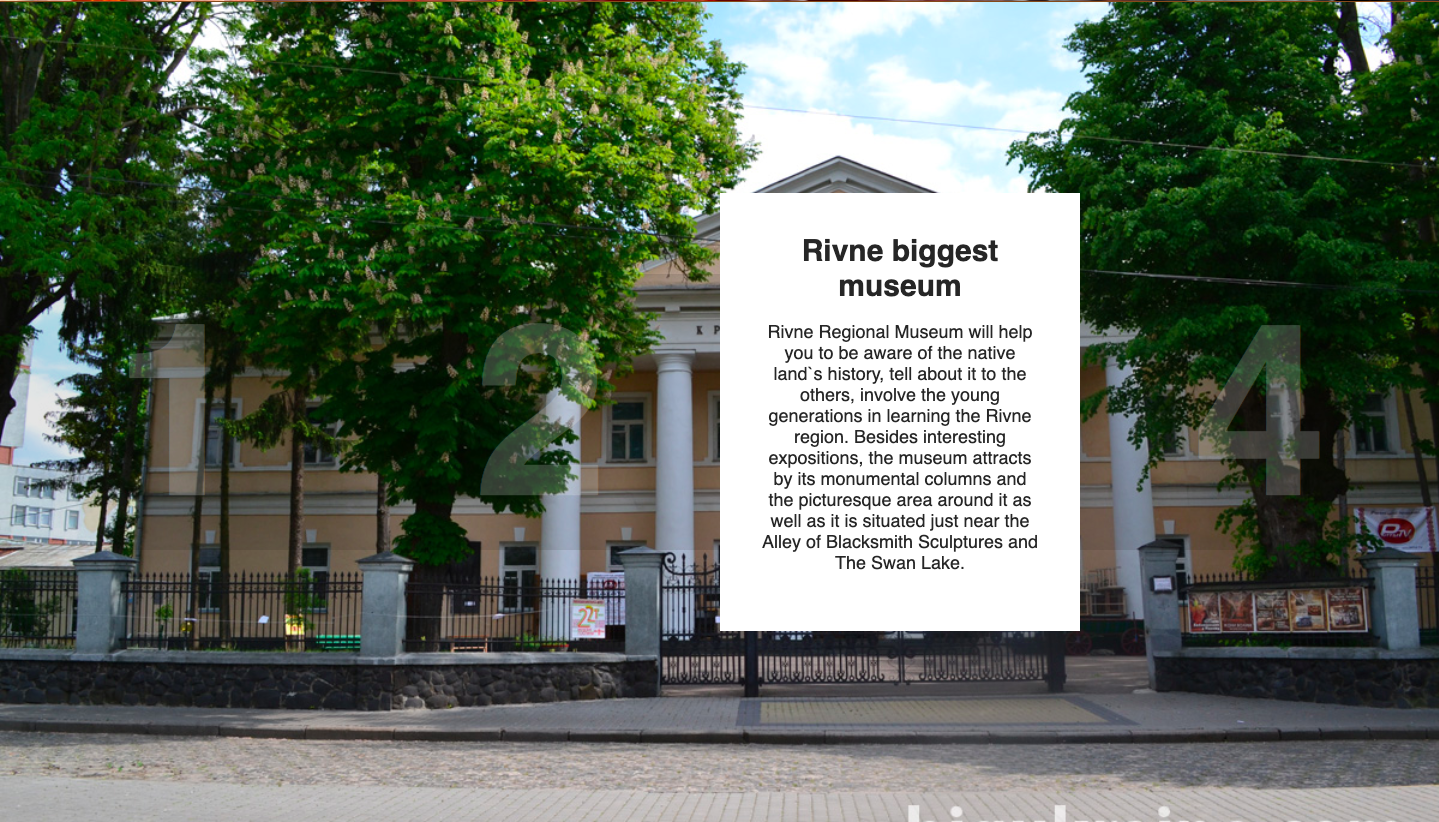 Rivne biggest
museum
Rivne Regional Museum will help
you to be aware of the native
land`s history, tell about it to the
others, involve the young
generations in learning the Rivne
region. Besides interesting
expositions, the museum attracts
by its monumental columns and
the picturesque area around it as
well as it is situated just near the
Alley of Blacksmith Sculptures and
The Swan Lake.
1
2
4